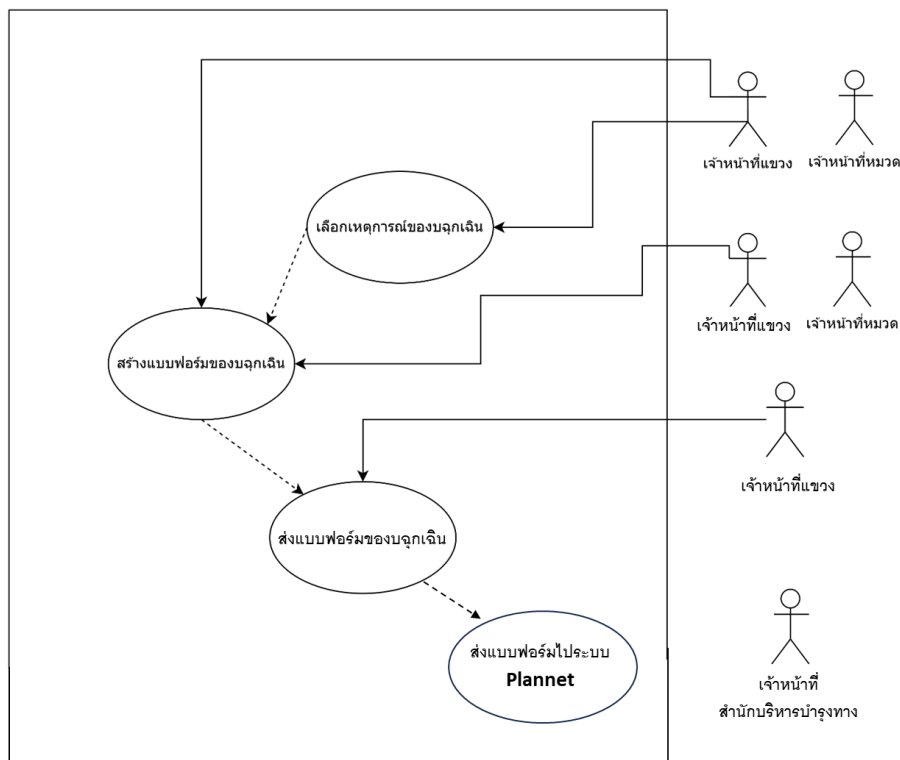 เจ้าหน้าที่แขวง
เจ้าหน้าที่หมวด
เลือกเหตุการณ์ของบฉุกเฉิน
เจ้าหน้าที่แขวง
เจ้าหน้าที่หมวด
สร้างแบบฟอร์มของบฉุกเฉิน
เจ้าหน้าที่แขวง
ส่งแบบฟอร์มของบฉุกเฉิน
ส่งแบบฟอร์มไประบบ
Plannet
เจ้าหน้าที่
สำนักบริหารบำรุงทาง